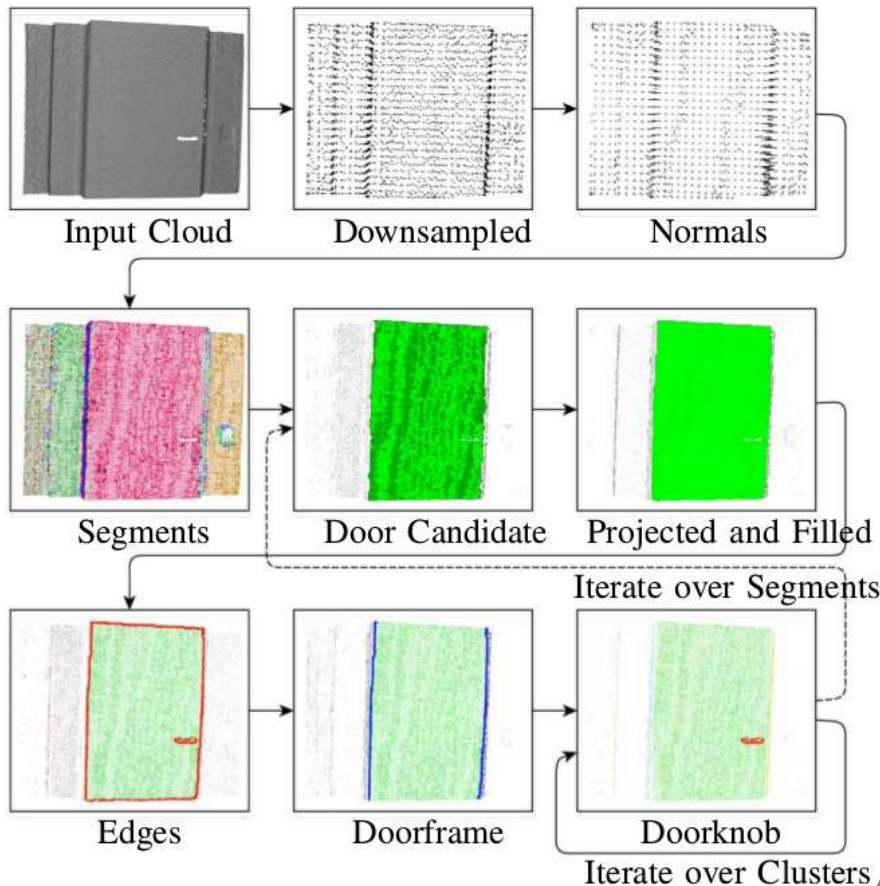 Input Cloud
Downsampled
Normals
Segments
Door Candidate
Projected and Filled
Iterate over Segments
Edges
Doorframe
Doorknob
Iterate over Clusters